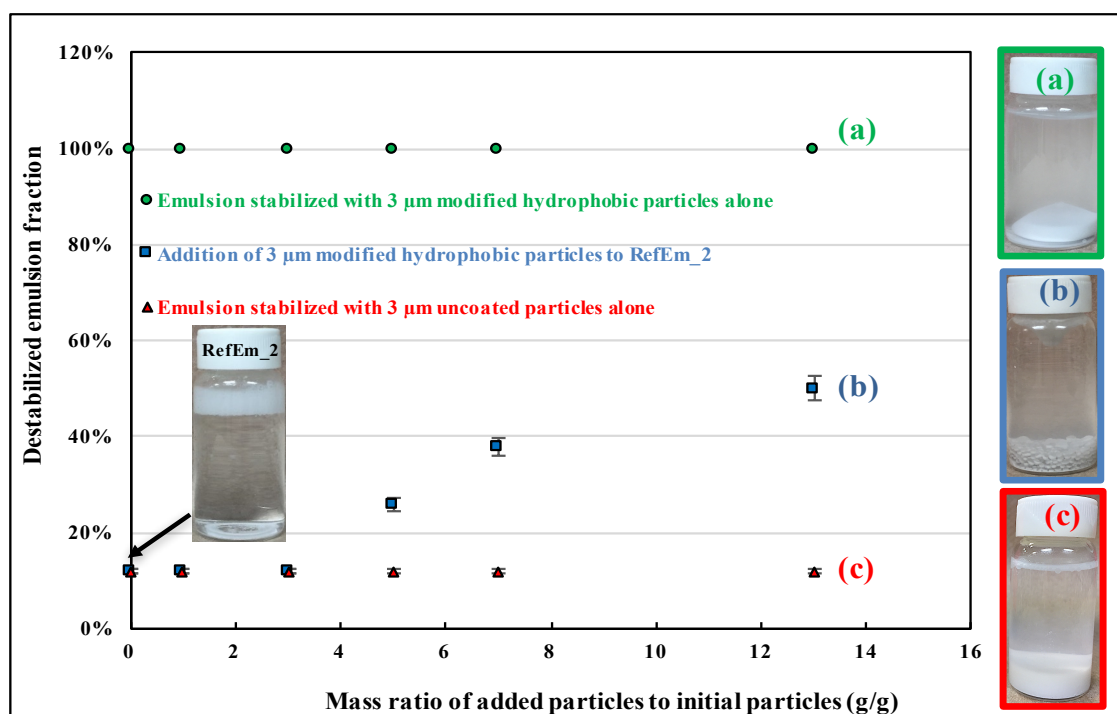 120%
100%
80%
60%
40%
20%
0%
Destabilized emulsion fraction
(a)
Emulsion stabilized with 3 µm modified hydrophobic particles alone
Addition of 3 µm modified hydrophobic particles to RefEm_2
Emulsion stabilized with 3 µm uncoated particles alone
RefEm_2
(b)
(c)
0 2 4 6 8 10 12 14 16
Mass ratio of added particles to initial particles (g/g)
(a)
(b)
(c)